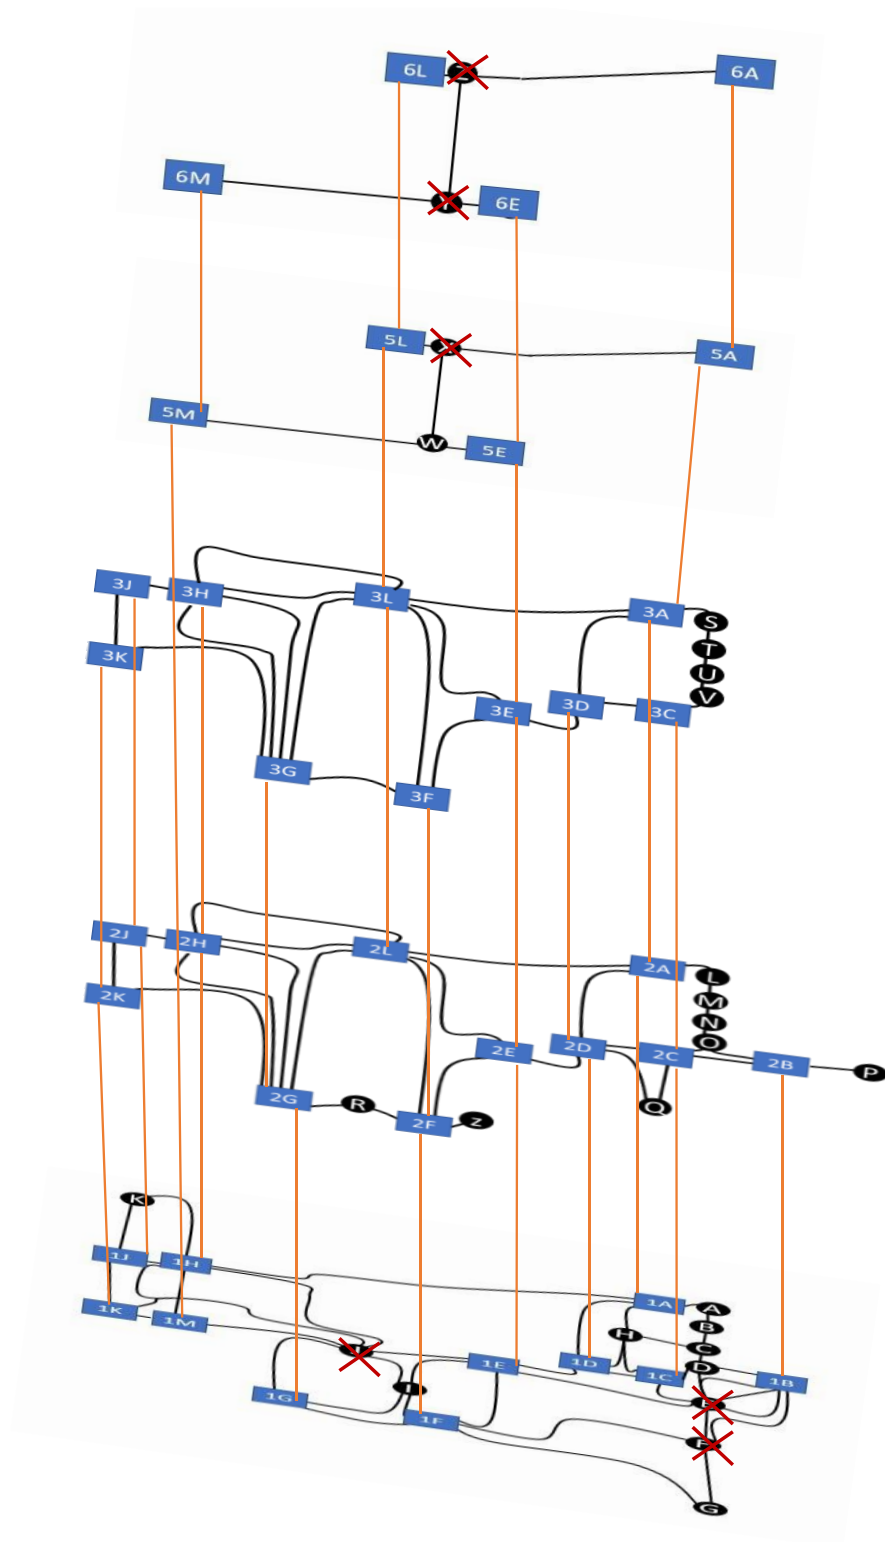 6L Z 6A
6M Y 6E
5L X 5A
5M W 5E
3J 3H 3L 3A S
T
3K U
3E 3D 3C V
3G 3F
2J 2H 2L 2A L
M
2K N
O
2E 2D 2C 2B P
2G R 2F Z Q
K
1J 1H
1K 1M 1A A
B
H C
1E 1D 1C D 1B
1G I
1F
G